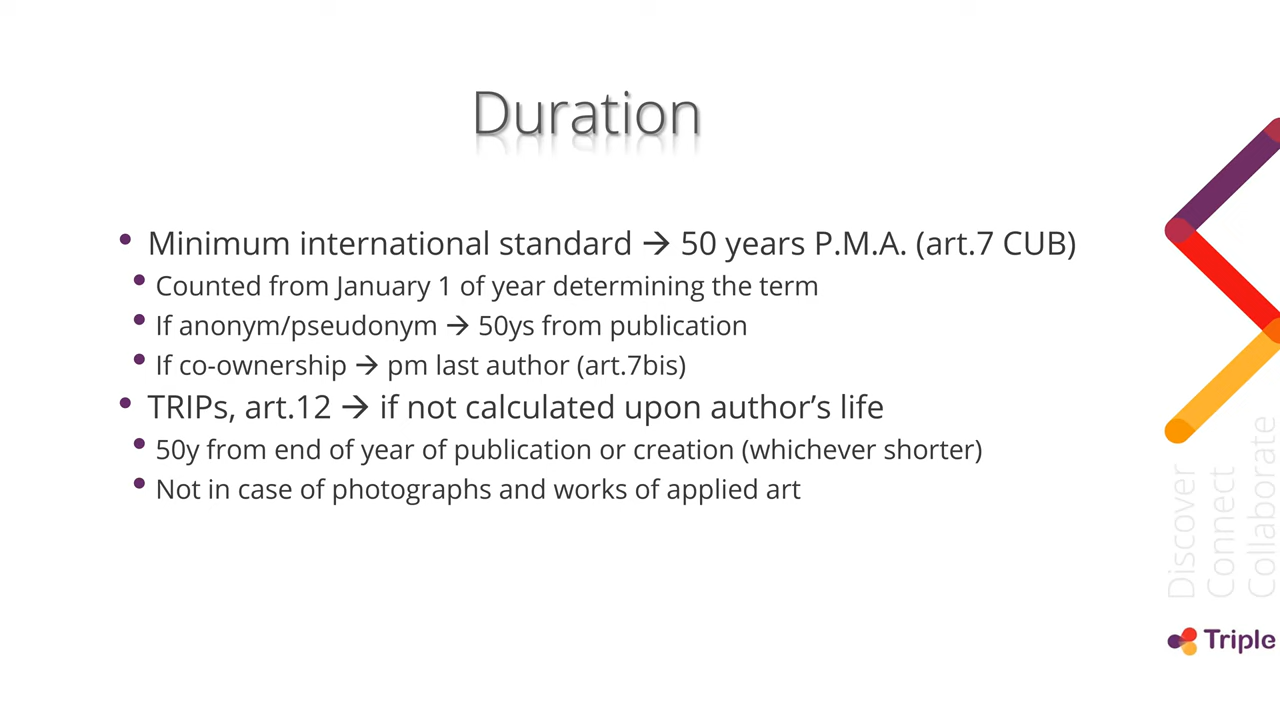 Duration
• Minimum international standard → 50 years P.M.A. (art.7 CUB)
• Counted from January 1 of year determining the term
• If anonym/pseudonym → 50ys from publication
• If co-ownership → pm last author (art.7bis)
• TRIPs, art.12 → if not calculated upon author’s life
• 50y from end of year of publication or creation (whichever shorter)
• Not in case of photographs and works of applied art
Discover
Connect
Collaborate
Triple